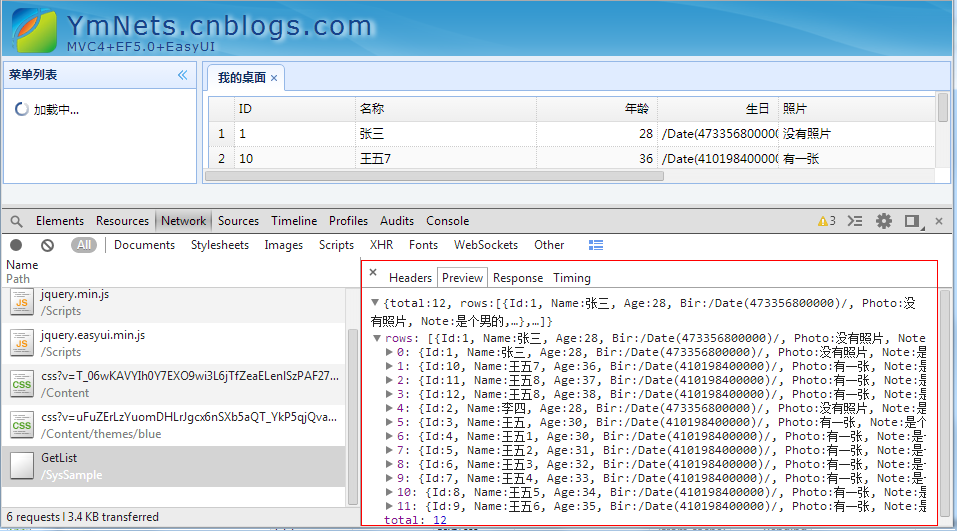 YmNets.cnblogs.com
MVC4+EF5.0+EasyUI
菜单列表
加载中...
我的桌面
ID 名称 年龄 生日 照片
1 1 张三 28 /Date(473356800000 没有照片
2 10 王五7 36 /Date(410198400000 有一张
Elements Resources Network Sources Timeline Profiles Audits Console 3
All Documents Stylesheets Images Scripts XHR Fonts WebSockets Other
Name
Path
jquery.min.js
/Scripts
jquery.easyui.min.js
/Scripts
css?v=T_06wKAVYIh0Y7EXO9wi3L6jTfZeaELenISzPAF27...
/Content
css?v=uFuZErLzYuomDHLrJgcx6nSXb5aQT_YkP5qjQva...
/Content/themes/blue
GetList
/SysSample
6 requests | 3.4 KB transferred
× Headers Preview Response Timing
▼{total:12, rows:[{Id:1, Name:张三, Age:28, Bir:/Date(473356800000)/, Photo:没
有照片, Note:是个男的,…},…]}
▼rows: [{Id:1, Name:张三, Age:28, Bir:/Date(473356800000)/, Photo:没有照片, Note:是
▶0: {Id:1, Name:张三, Age:28, Bir:/Date(473356800000)/, Photo:没有照片, Note:是
▶1: {Id:10, Name:王五7, Age:36, Bir:/Date(410198400000)/, Photo:有一张, Note:是
▶2: {Id:11, Name:王五8, Age:37, Bir:/Date(410198400000)/, Photo:有一张, Note:是
▶3: {Id:12, Name:王五8, Age:38, Bir:/Date(410198400000)/, Photo:有一张, Note:是
▶4: {Id:2, Name:李四, Age:28, Bir:/Date(473356800000)/, Photo:没有照片, Note:是
▶5: {Id:3, Name:王五, Age:30, Bir:/Date(410198400000)/, Photo:有一张, Note:是个
▶6: {Id:4, Name:王五1, Age:30, Bir:/Date(410198400000)/, Photo:有一张, Note:是
▶7: {Id:5, Name:王五2, Age:31, Bir:/Date(410198400000)/, Photo:有一张, Note:是
▶8: {Id:6, Name:王五3, Age:32, Bir:/Date(410198400000)/, Photo:有一张, Note:是
▶9: {Id:7, Name:王五4, Age:33, Bir:/Date(410198400000)/, Photo:有一张, Note:是
▶10: {Id:8, Name:王五5, Age:34, Bir:/Date(410198400000)/, Photo:有一张, Note:是
▶11: {Id:9, Name:王五6, Age:35, Bir:/Date(410198400000)/, Photo:有一张, Note:是
total: 12